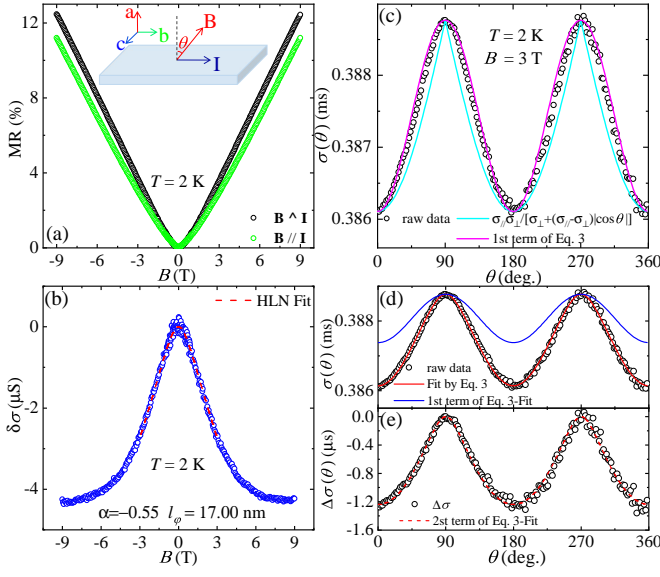 a
b
c
B
θ
I
MR (%)
12
10
8
6
4
2
0
T = 2 K
B ^ I
B // I
(a)
-9 -6 -3 0 3 6 9
B (T)
(b)
HLN Fit
δσ (μS)
0
-2
-4
T = 2 K
α=−0.55 l_φ = 17.00 nm
-9 -6 -3 0 3 6 9
B(T)
(c)
T = 2 K
B = 3 T
σ(θ) (ms)
0.388
0.387
0.386
raw data
σ//σ⊥/[σ⊥+(σ//-σ⊥)|cosθ|]
1st term of Eq. 3
0 90 180 270 360
θ (deg.)
(d)
σ(θ) (ms)
0.388
0.386
raw data
Fit by Eq. 3
1st term of Eq. 3-Fit
(e)
Δσ(θ) (μs)
0.0
-0.4
-0.8
-1.2
-1.6
Δσ
2st term of Eq. 3-Fit
0 90 180 270 360
θ (deg.)